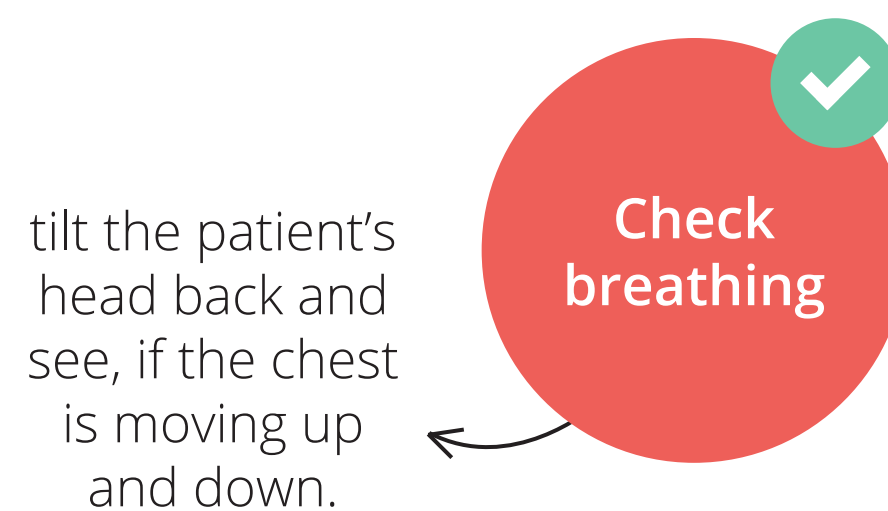 Check
breathing
tilt the patient’s
head back and
see, if the chest
is moving up
and down.